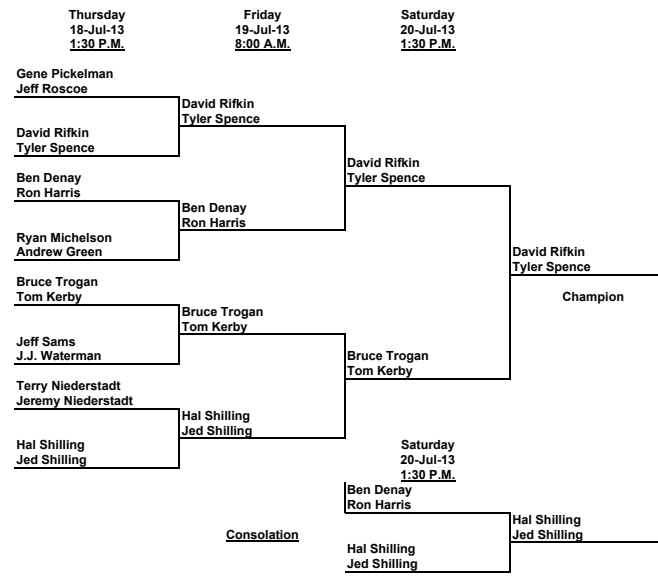 Thursday
18-Jul-13
1:30 P.M.
Friday
19-Jul-13
8:00 A.M.
Saturday
20-Jul-13
1:30 P.M.
Gene Pickelman
Jeff Roscoe
David Rifkin
Tyler Spence
David Rifkin
Tyler Spence
David Rifkin
Tyler Spence
Ben Denay
Ron Harris
Ben Denay
Ron Harris
Ryan Michelson
Andrew Green
David Rifkin
Tyler Spence
Champion
Bruce Trogan
Tom Kerby
Bruce Trogan
Tom Kerby
Jeff Sams
J.J. Waterman
Bruce Trogan
Tom Kerby
Terry Niederstadt
Jeremy Niederstadt
Hal Shilling
Jed Shilling
Hal Shilling
Jed Shilling
Saturday
20-Jul-13
1:30 P.M.
Ben Denay
Ron Harris
Hal Shilling
Jed Shilling
Consolation
Hal Shilling
Jed Shilling